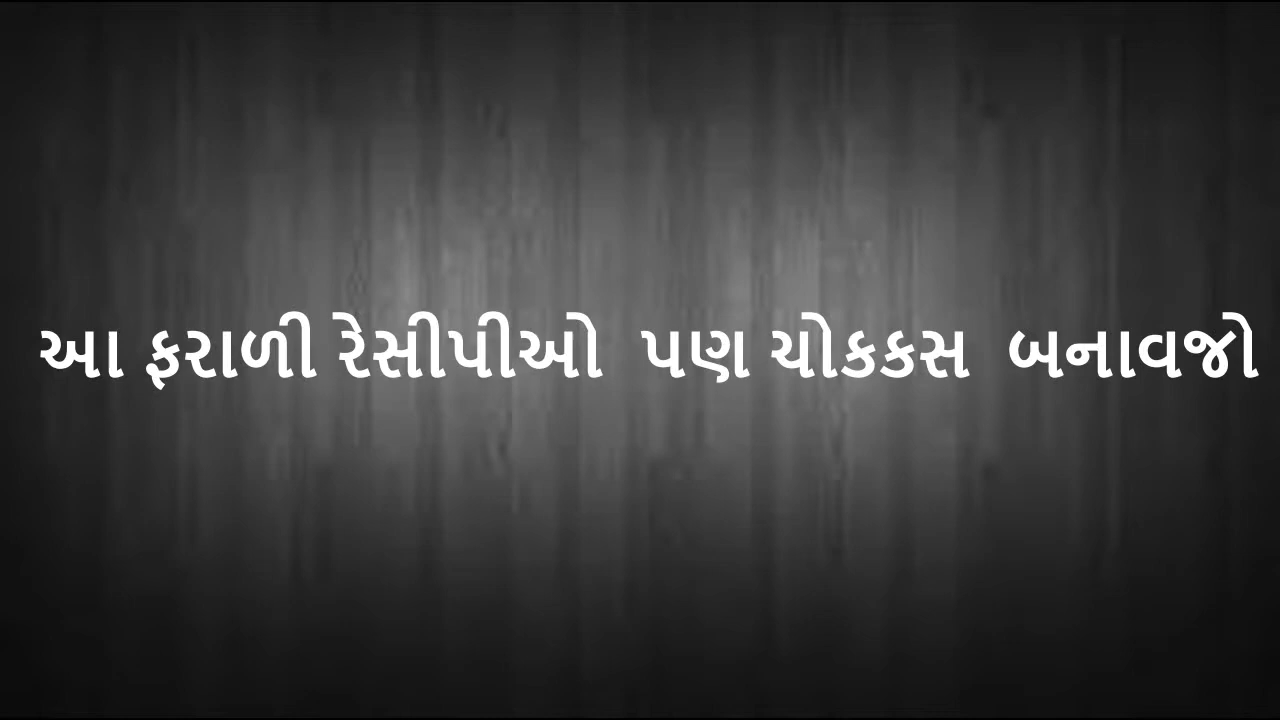 આ ફરાળી રેસીપીઓ પણ ચોકકસ બનાવજો